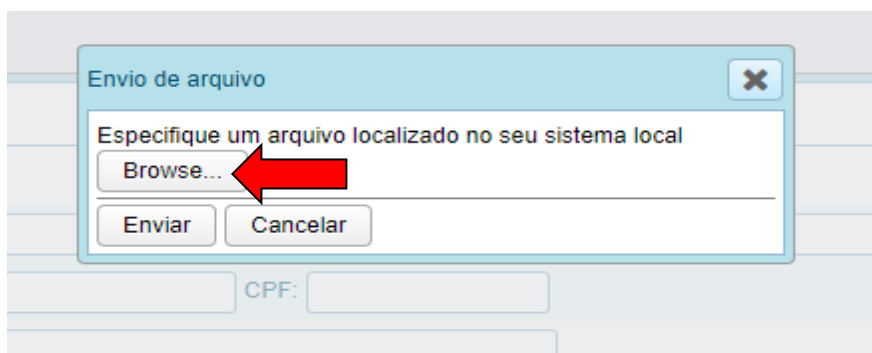 Envio de arquivo
Especifique um arquivo localizado no seu sistema local
Browse...
Enviar Cancelar
CPF: